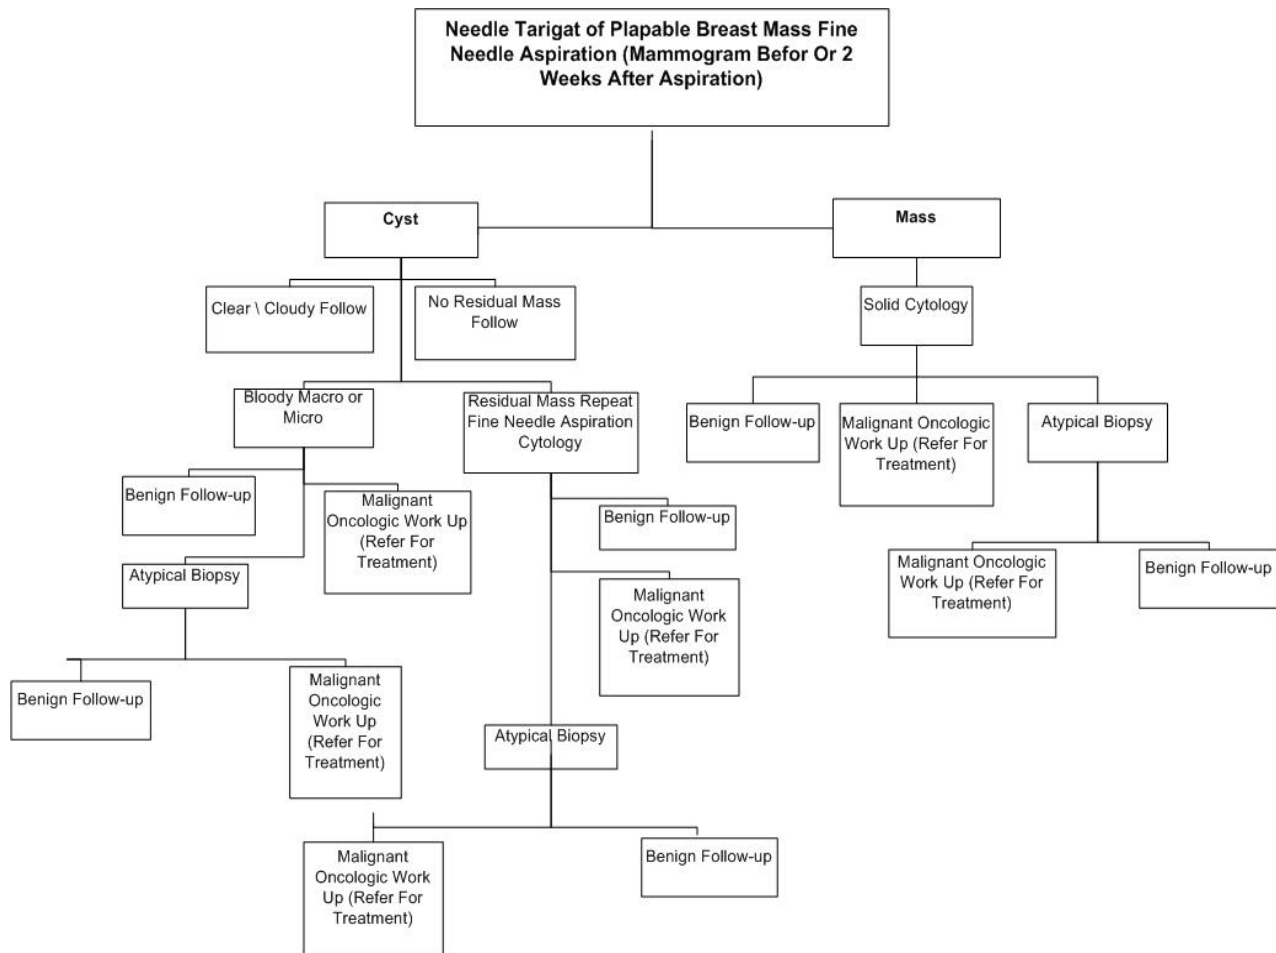 Needle Tarigat of Plapable Breast Mass Fine
Needle Aspiration (Mammogram Befor Or 2
Weeks After Aspiration)
Cyst
Mass
Clear \ Cloudy Follow
No Residual Mass
Follow
Solid Cytology
Bloody Macro or
Micro
Residual Mass Repeat
Fine Needle Aspiration
Cytology
Benign Follow-up
Malignant Oncologic
Work Up (Refer For
Treatment)
Atypical Biopsy
Benign Follow-up
Malignant
Oncologic Work Up
(Refer For
Treatment)
Benign Follow-up
Malignant Oncologic
Work Up (Refer For
Treatment)
Benign Follow-up
Atypical Biopsy
Malignant
Oncologic Work
Up (Refer For
Treatment)
Benign Follow-up
Malignant
Oncologic
Work Up
(Refer For
Treatment)
Atypical Biopsy
Malignant
Oncologic Work
Up (Refer For
Treatment)
Benign Follow-up